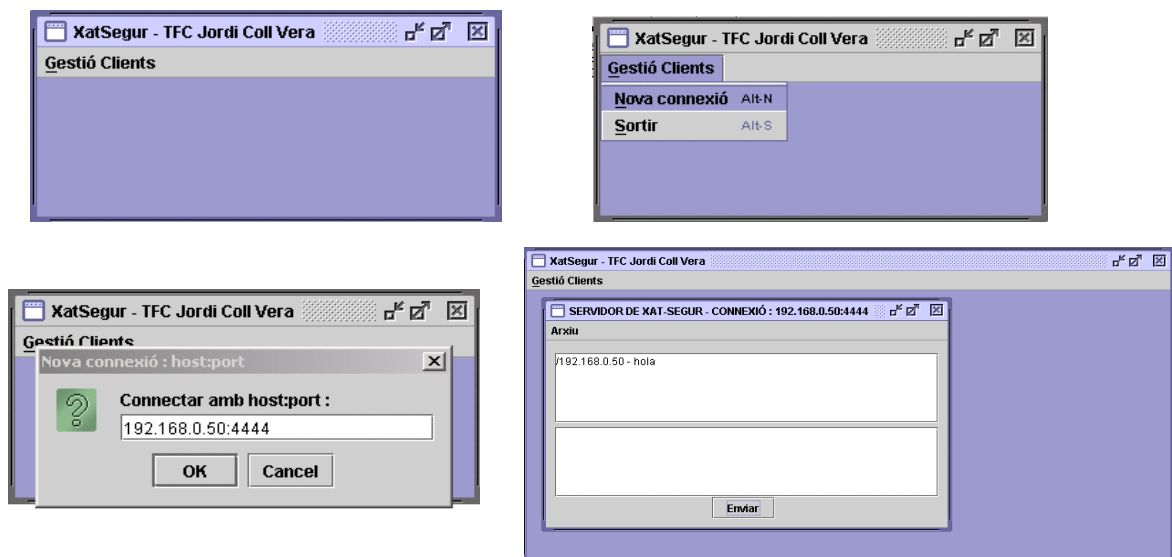 XatSegur - TFC Jordi Coll Vera
Gestió Clients
XatSegur - TFC Jordi Coll Vera
Gestió Clients
Nova connexió Alt-N
Sortir Alt-S
XatSegur - TFC Jordi Coll Vera
Gestió Clients
Nova connexió : host:port
Connectar amb host:port :
192.168.0.50:4444
OK Cancel
XatSegur - TFC Jordi Coll Vera
Gestió Clients
SERVIDOR DE XAT-SEGUR - CONNEXIÓ : 192.168.0.50:4444
Arxiu
/192.168.0.50 - hola
Enviar